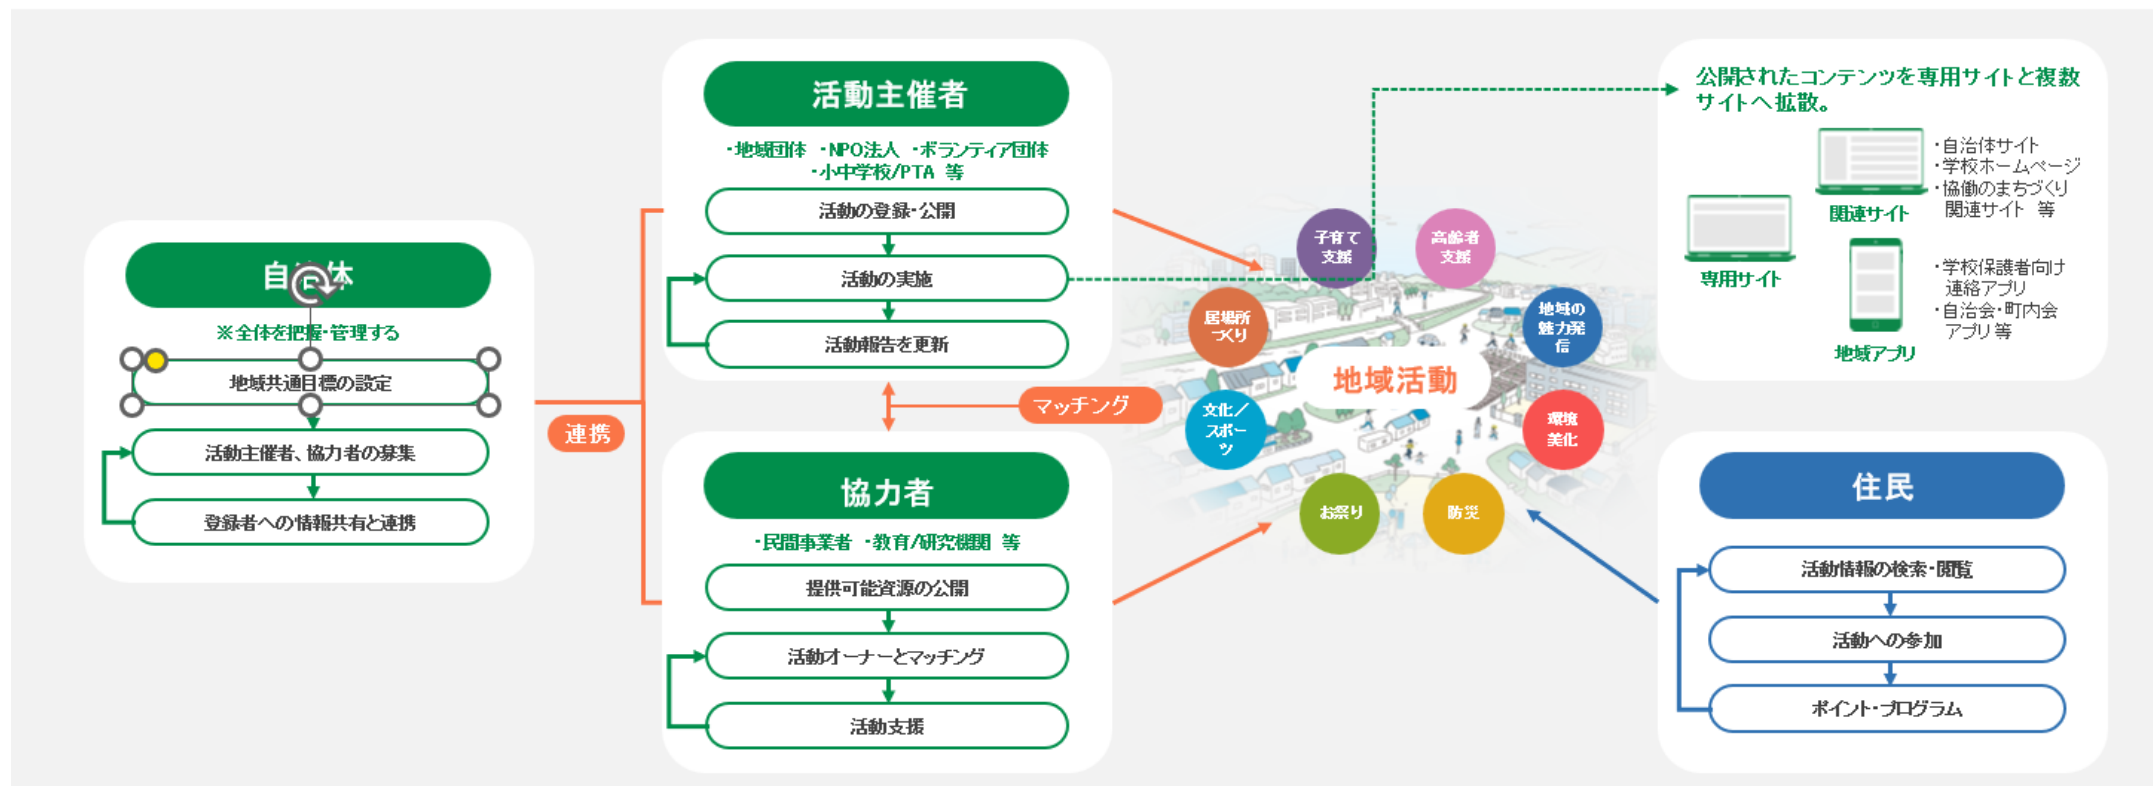 自治体
※全体を把握・管理する
地域共通目標の設定
活動主催者、協力者の募集
登録者への情報共有と連携
連携
活動主催者
・地域団体 ・NPO法人 ・ボランティア団体
・小中学校/PTA 等
活動の登録・公開
活動の実施
活動報告を更新
マッチング
協力者
・民間事業者 ・教育/研究機関 等
提供可能資源の公開
活動オーナーとマッチング
活動支援
子育て
支援
高齢者
支援
居場所
づくり
地域の
魅力発
信
地域活動
文化/
スポー
ツ
環境
美化
お祭り
防災
公開されたコンテンツを専用サイトと複数
サイトへ拡散。
専用サイト
関連サイト
・自治体サイト
・学校ホームページ
・協働のまちづくり
関連サイト 等
地域アプリ
・学校保護者向け
連絡アプリ
・自治会・町内会
アプリ等
住民
活動情報の検索・閲覧
活動への参加
ポイント・プログラム